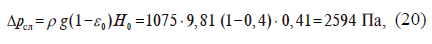 Δp_сл = ρ g(1−ε₀)H₀ = 1075·9,81 (1−0,4)·0,41=2594 Па, (20)